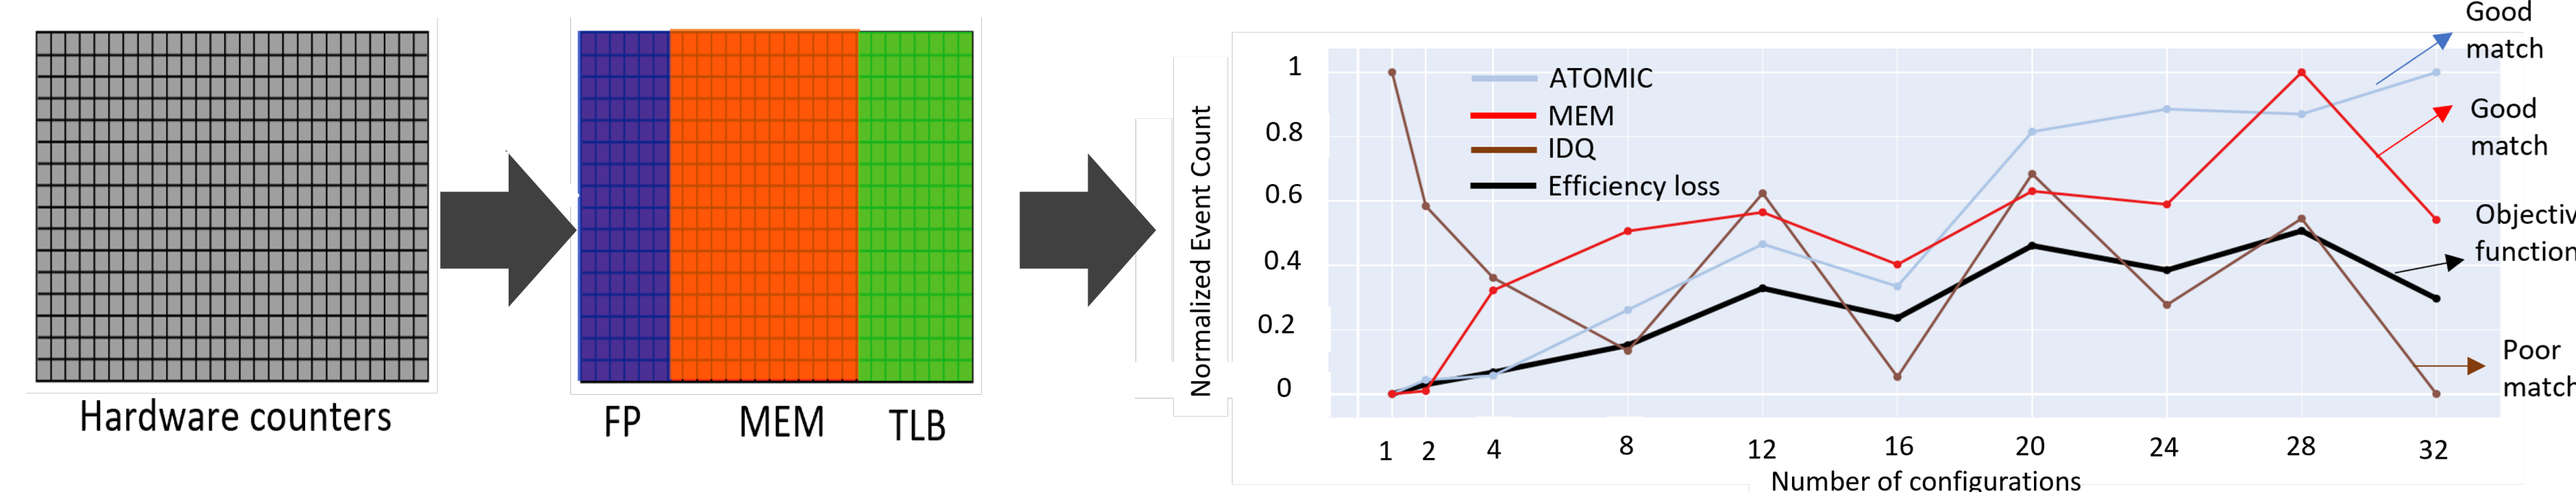 Hardware counters
FP
MEM
TLB
Normalized Event Count
1
0.8
0.6
0.4
0.2
0
ATOMIC
MEM
IDQ
Efficiency loss
1
2
4
8
12
16
20
24
28
32
Number of configurations
Good
match
Good
match
Objectiv
function
Poor
match